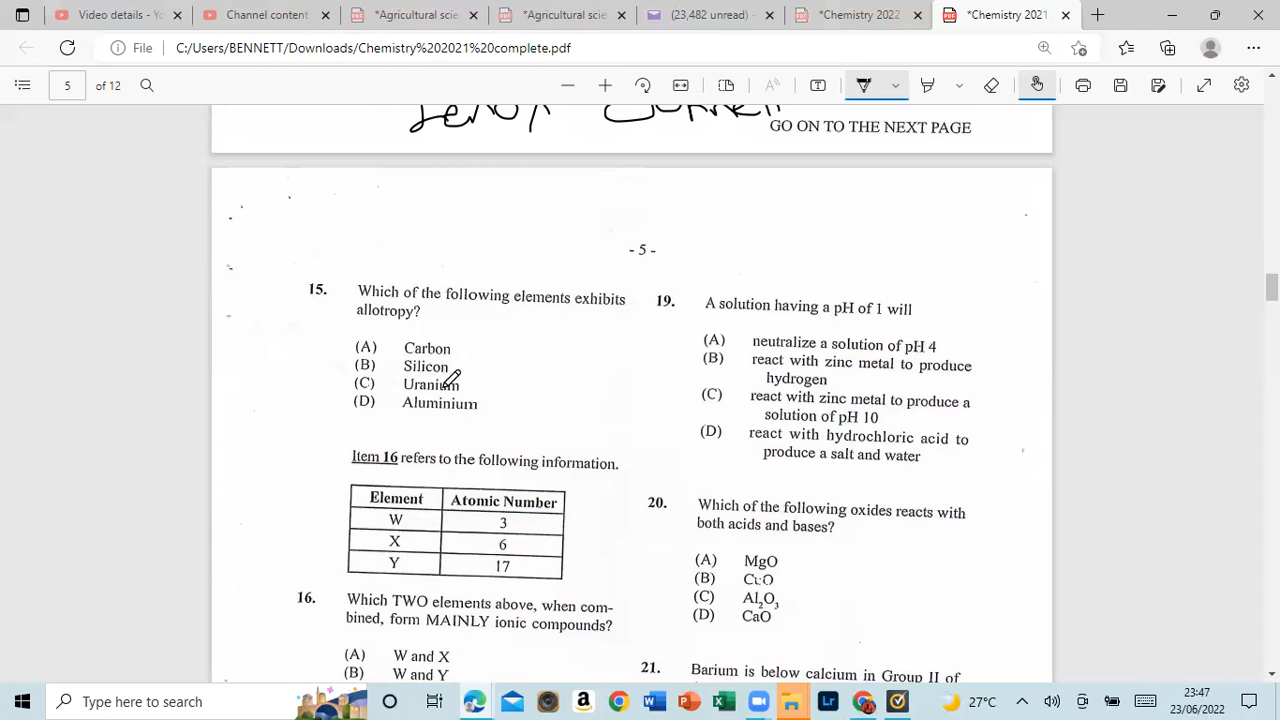 Video details - YouTu
Content content - You
*Agricultural science
*Agricultural science
(23,482 unread) -
*Chemistry 2022
*Chemistry 2021
File
C:/Users/BENNETT/Downloads/Chemistry%202021%20complete.pdf
5 of 12
GO ON TO THE NEXT PAGE
- 5 -
15. Which of the following elements exhibits
allotropy?
(A) Carbon
(B) Silicon
(C) Uranium
(D) Aluminium
Item 16 refers to the following information.
Element Atomic Number
W 3
X 6
Y 17
16. Which TWO elements above, when com-
bined, form MAINLY ionic compounds?
(A) W and X
(B) W and Y
19. A solution having a pH of 1 will
(A) neutralize a solution of pH 4
(B) react with zinc metal to produce
hydrogen
(C) react with zinc metal to produce a
solution of pH 10
(D) react with hydrochloric acid to
produce a salt and water
20. Which of the following oxides reacts with
both acids and bases?
(A) MgO
(B) CuO
(C) Al₂O₃
(D) CaO
21. Barium is below calcium in Group II of
Type here to search
27°C
23:47
23/06/2022